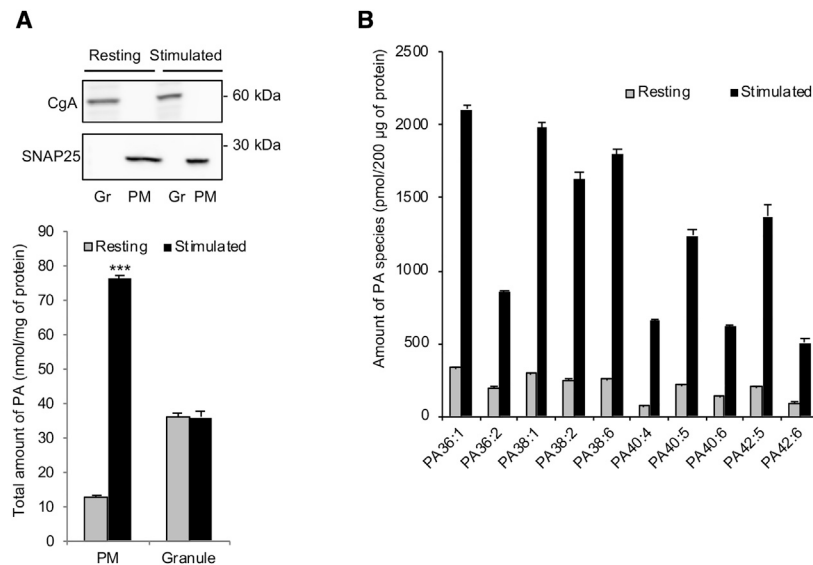 A
Resting Stimulated
CgA
- 60 kDa
SNAP25
- 30 kDa
Gr PM Gr PM
Total amount of PA (nmol/mg of protein)
90
80
70
60
50
40
30
20
10
0
Resting Stimulated
***
PM Granule
B
Amount of PA species (pmol/200 µg of protein)
2500
2000
1500
1000
500
0
Resting Stimulated
PA36:1 PA36:2 PA38:1 PA38:2 PA38:6 PA40:4 PA40:5 PA40:6 PA42:5 PA42:6